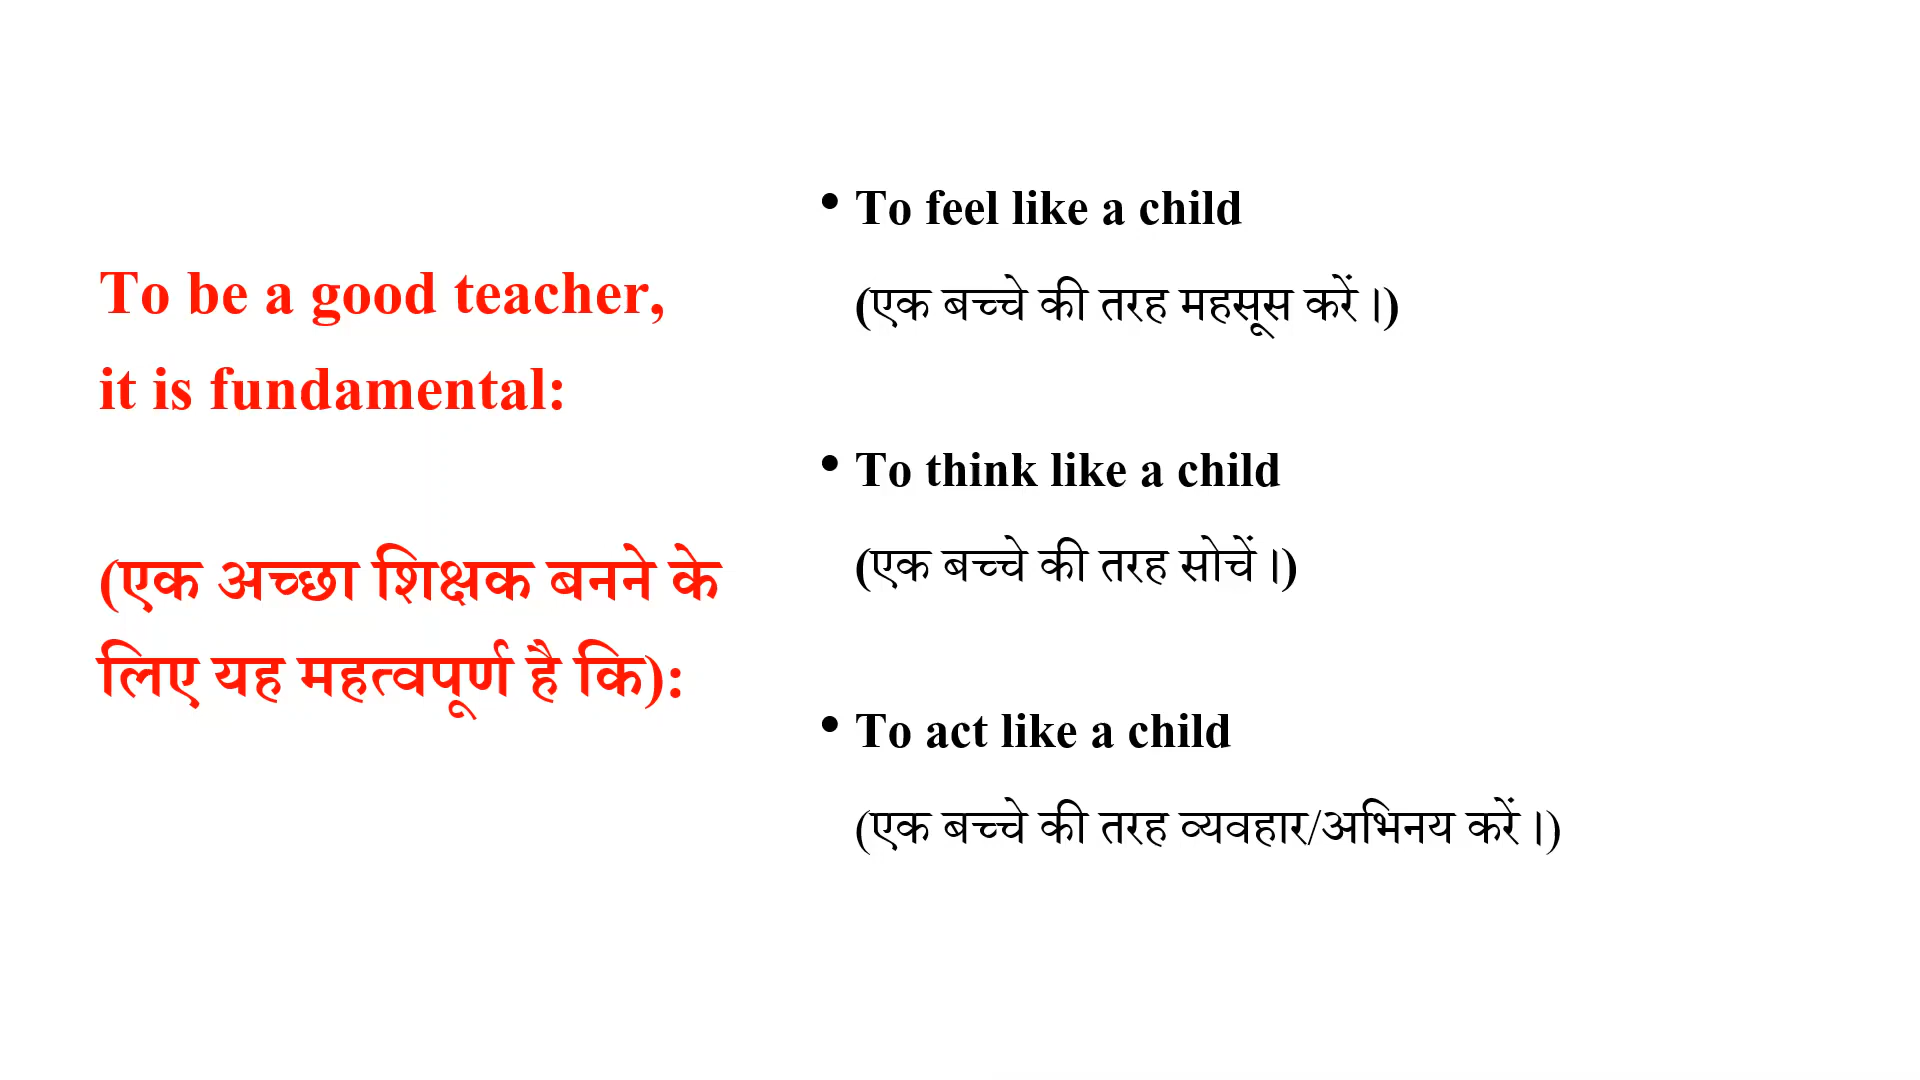 To be a good teacher,
it is fundamental:
(एक अच्छा शिक्षक बनने के
लिए यह महत्वपूर्ण है कि):
• To feel like a child
(एक बच्चे की तरह महसूस करें।)
• To think like a child
(एक बच्चे की तरह सोचें।)
• To act like a child
(एक बच्चे की तरह व्यवहार/अभिनय करें।)